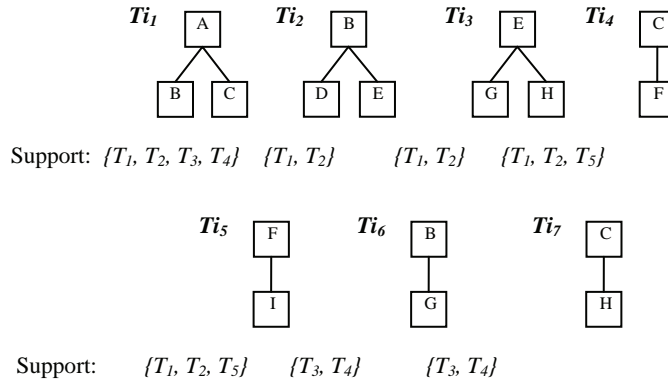 Ti1 A Ti2 B Ti3 E Ti4 C
B C D E G H F
Support: {T1, T2, T3, T4} {T1, T2} {T1, T2} {T1, T2, T5}
Ti5 F Ti6 B Ti7 C
I G H
Support: {T1, T2, T5} {T3, T4} {T3, T4}